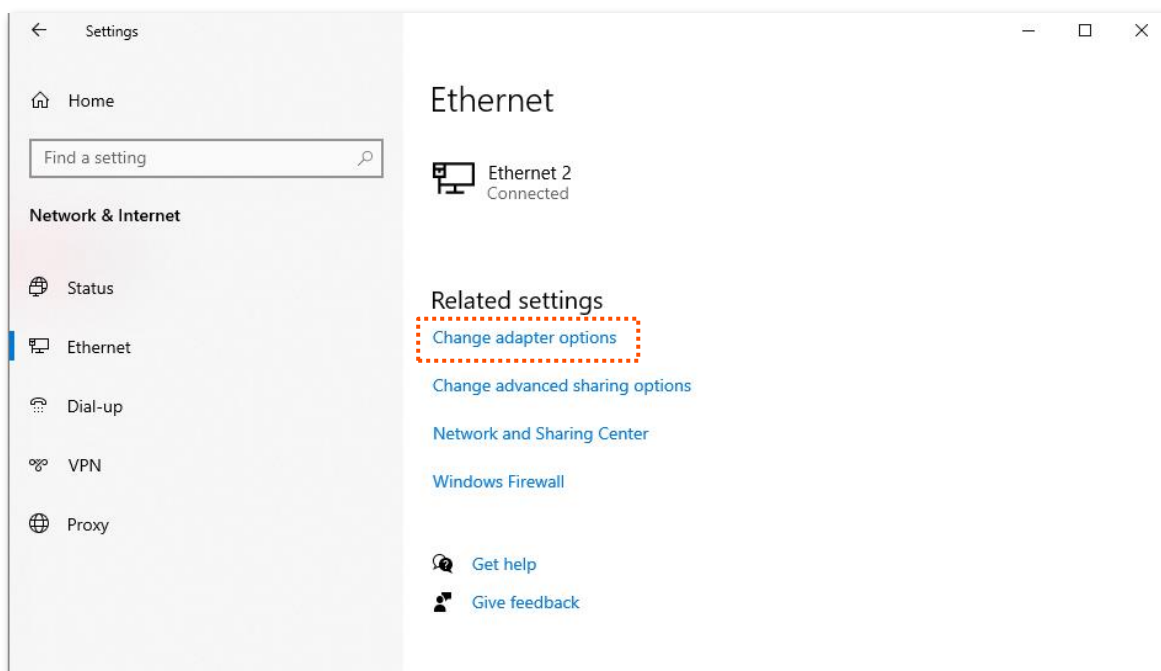 Settings
Home
Find a setting
Network & Internet
Status
Ethernet
Dial-up
VPN
Proxy
Ethernet
Ethernet 2
Connected
Related settings
Change adapter options
Change advanced sharing options
Network and Sharing Center
Windows Firewall
Get help
Give feedback